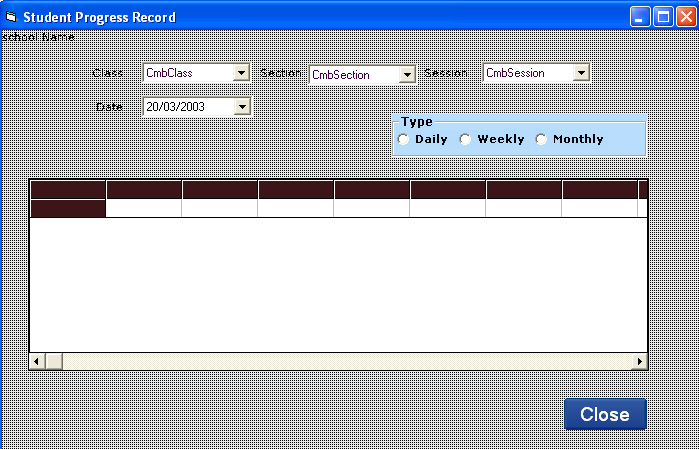 Student Progress Record
school Name
Class CmbClass Section CmbSection Session CmbSession
Date 20/03/2003
Type
Daily Weekly Monthly
Close